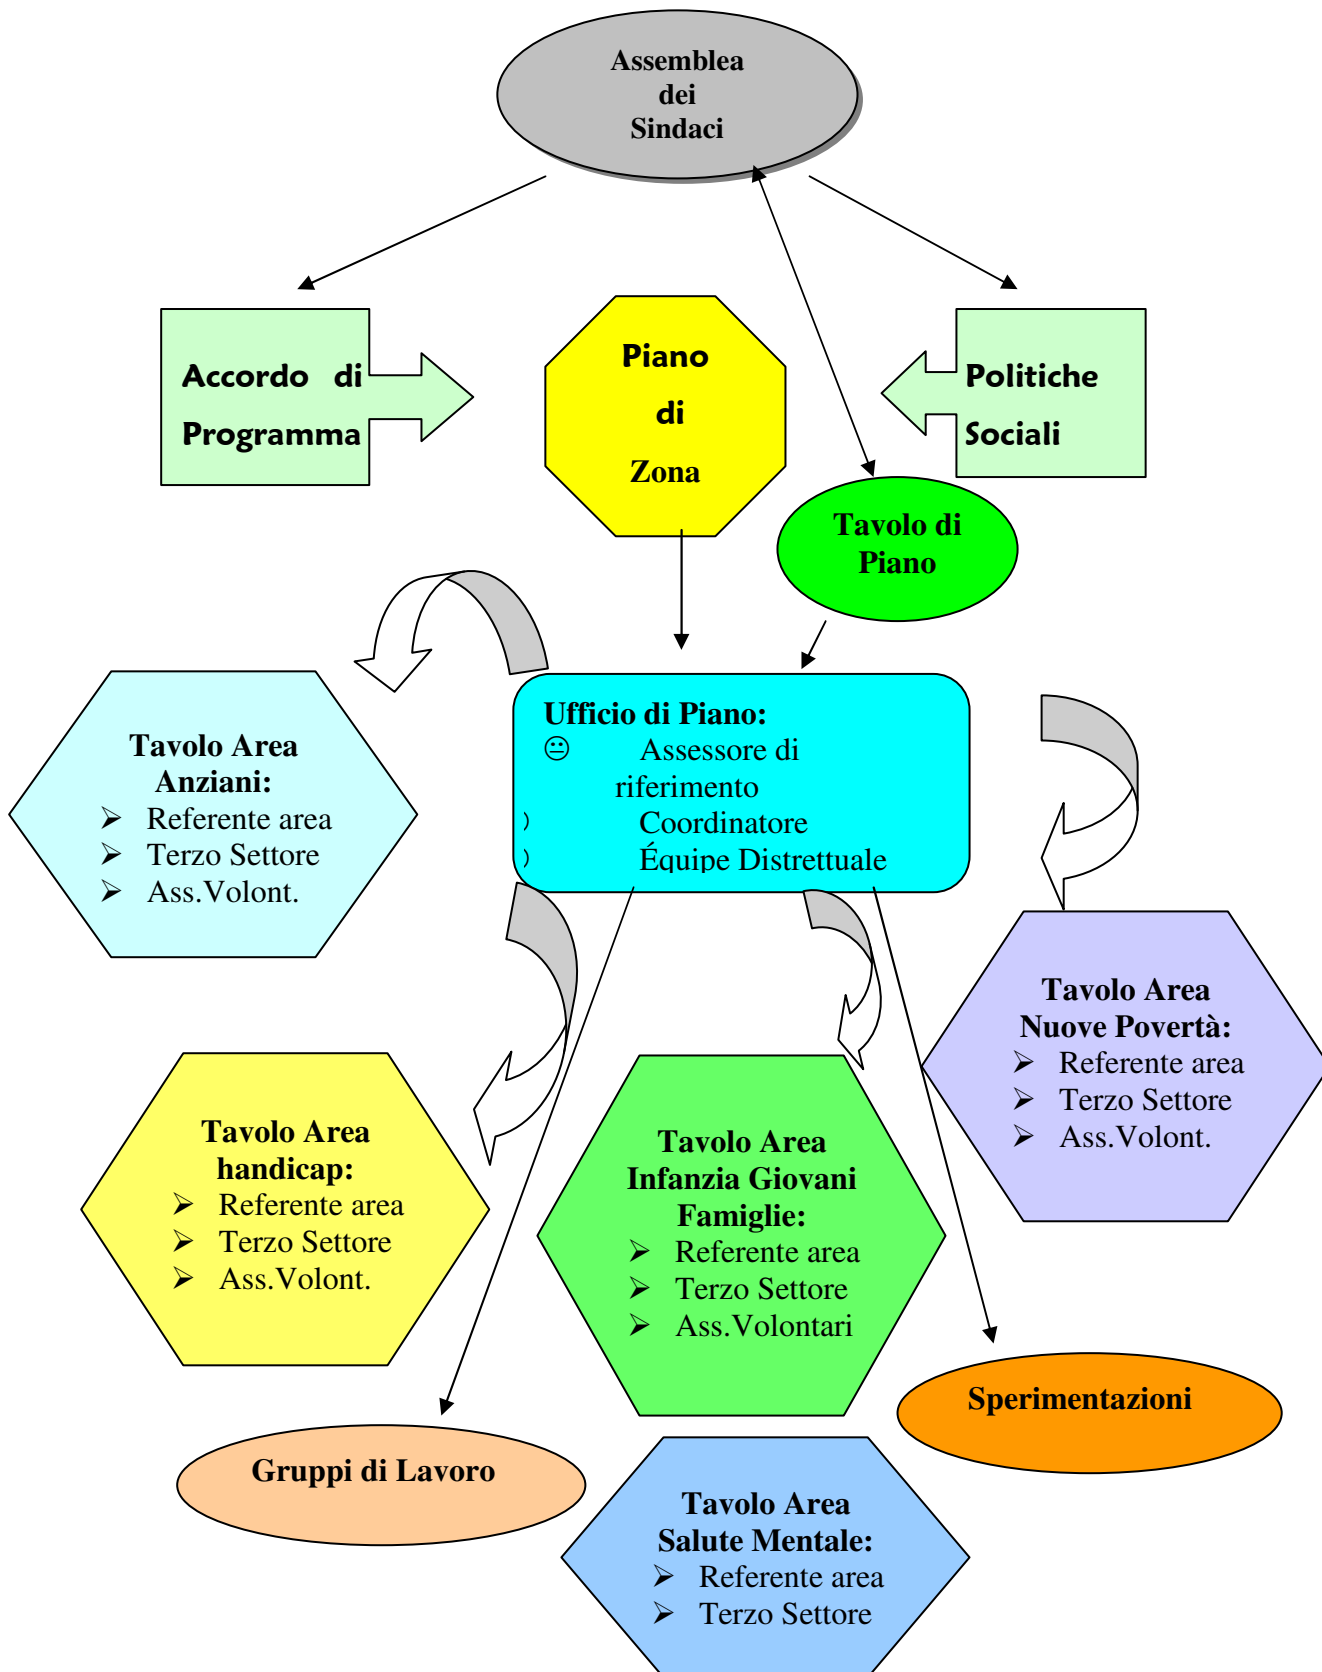 Assemblea
dei
Sindaci
Accordo di
Programma
Piano
di
Zona
Politiche
Sociali
Tavolo di
Piano
Ufficio di Piano:
Assessore di
riferimento
Coordinatore
Équipe Distrettuale
Tavolo Area
Anziani:
➢ Referente area
➢ Terzo Settore
➢ Ass.Volont.
Tavolo Area
Nuove Povertà:
➢ Referente area
➢ Terzo Settore
➢ Ass.Volont.
Tavolo Area
handicap:
➢ Referente area
➢ Terzo Settore
➢ Ass.Volont.
Tavolo Area
Infanzia Giovani
Famiglie:
➢ Referente area
➢ Terzo Settore
➢ Ass.Volontari
Sperimentazioni
Gruppi di Lavoro
Tavolo Area
Salute Mentale:
➢ Referente area
➢ Terzo Settore